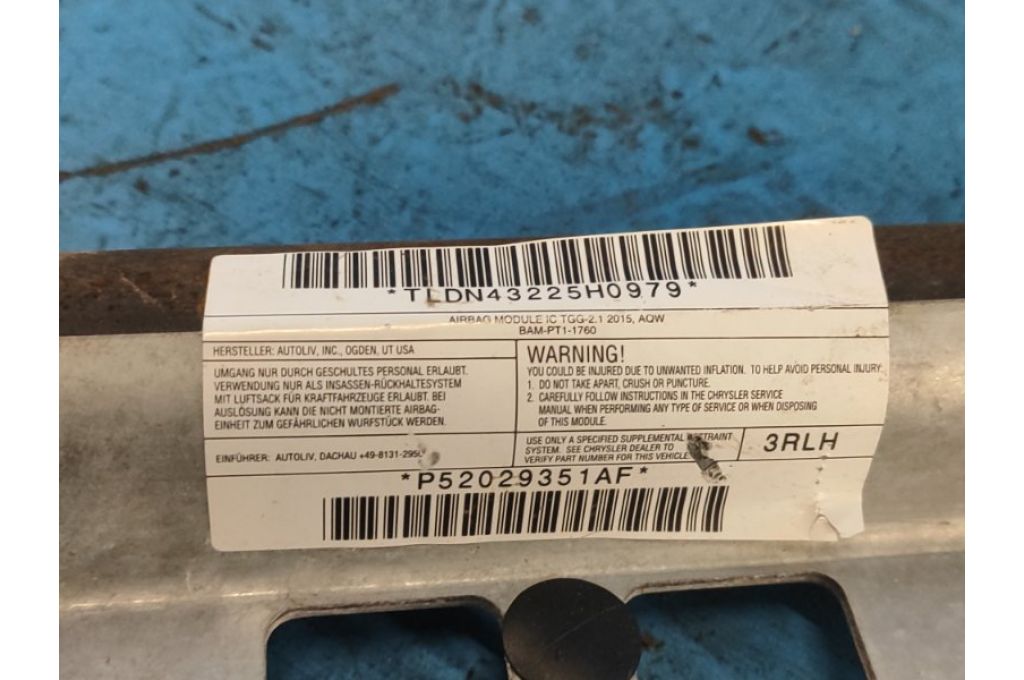 *TLDN43225H0979*
AIRBAG MODULE IC TGG-2.1 2015, AQW
BAM-PT1-1760
HERSTELLER: AUTOLIV, INC., OGDEN, UT USA
UMGANG NUR DURCH GESCHULTES PERSONAL ERLAUBT.
VERWENDUNG NUR ALS INSASSEN-RÜCKHALTESYSTEM
MIT LUFTSACK FÜR KRAFTFAHRZEUGE ERLAUBT. BEI
AUSLÖSUNG KANN DIE NICHT MONTIERTE AIRBAG-
EINHEIT ZUM GEFÄHRLICHEN WURFSTÜCK WERDEN.
EINFÜHRER: AUTOLIV, DACHAU +49-8131-295
WARNING!
YOU COULD BE INJURED DUE TO UNWANTED INFLATION. TO HELP AVOID PERSONAL INJURY:
1. DO NOT TAKE APART, CRUSH OR PUNCTURE.
2. CAREFULLY FOLLOW INSTRUCTIONS IN THE CHRYSLER SERVICE
MANUAL WHEN PERFORMING ANY TYPE OF SERVICE OR WHEN DISPOSING
OF THIS MODULE.
USE ONLY A SPECIFIED SUPPLEMENTAL RESTRAINT
SYSTEM. SEE CHRYSLER DEALER TO
VERIFY PART NUMBER FOR THIS VEHICLE
3RLH
*P52029351AF*